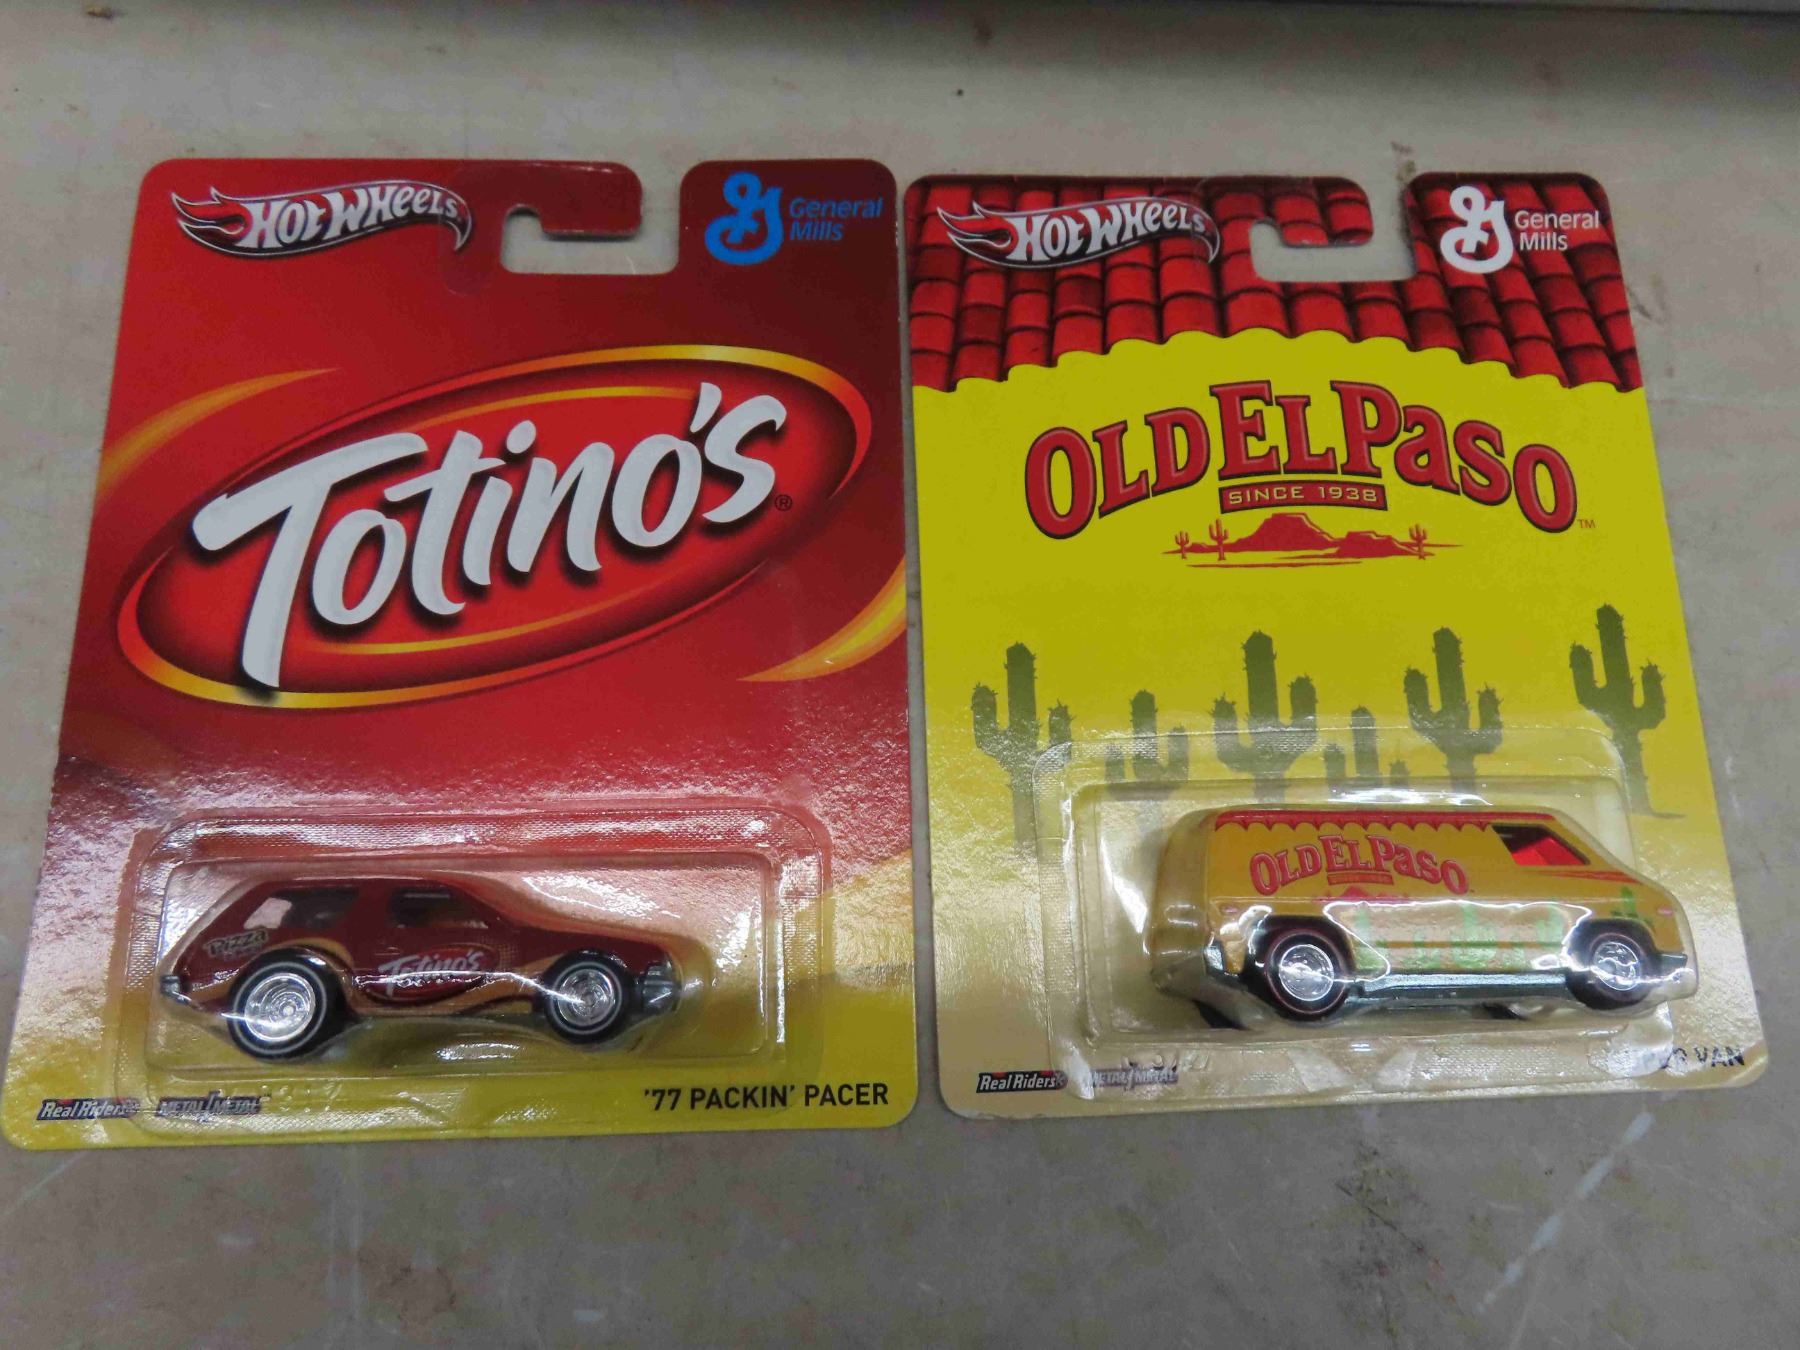 HOT WHEELS
General
Mills
Totino's®
Pizza
Totino's
Real Riders
METAL/METAL
'77 PACKIN' PACER
HOT WHEELS
General
Mills
OLD EL PASO™
SINCE 1938
OLD EL PASO
Real Riders
METAL/METAL
VAN